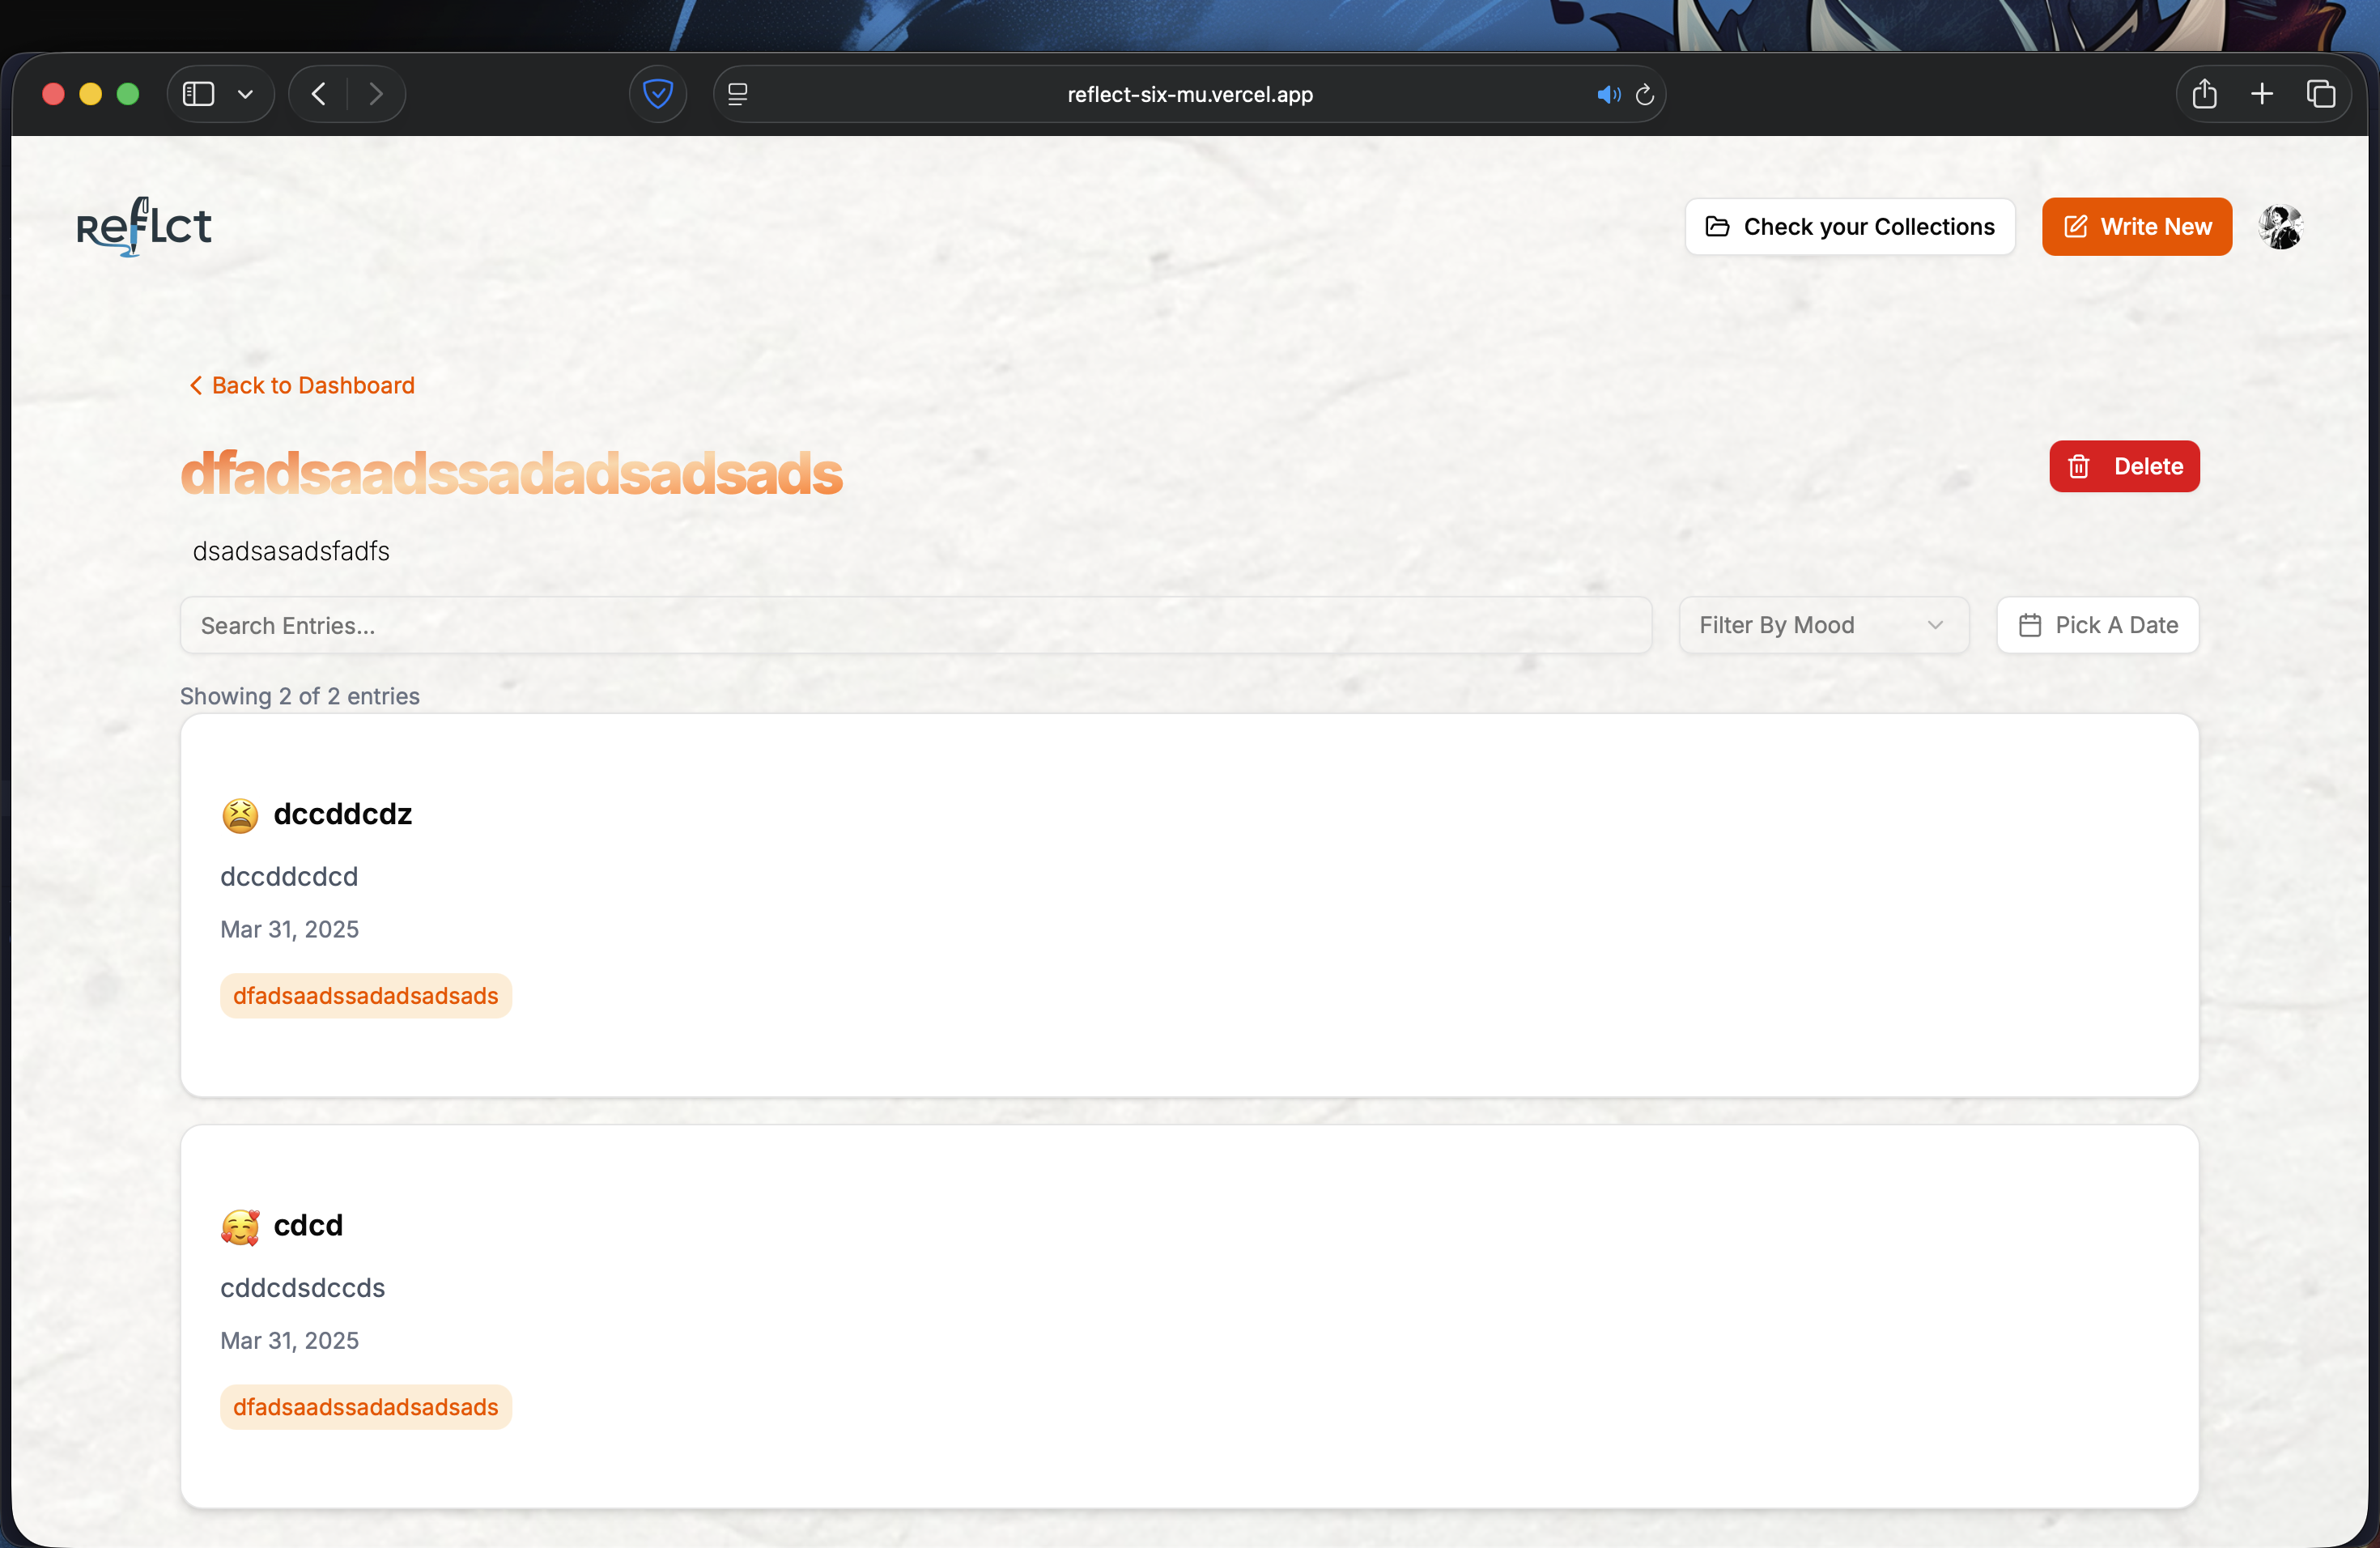 reflect-six-mu.vercel.app
Reflct
Check your Collections
Write New
Back to Dashboard
dfadsaadssadadsadsads
Delete
dsadsasadsfadfs
Search Entries...
Filter By Mood
Pick A Date
Showing 2 of 2 entries
dccddcdz
dccddcdcd
Mar 31, 2025
dfadsaadssadadsadsads
cdcd
cddcdsdccds
Mar 31, 2025
dfadsaadssadadsadsads